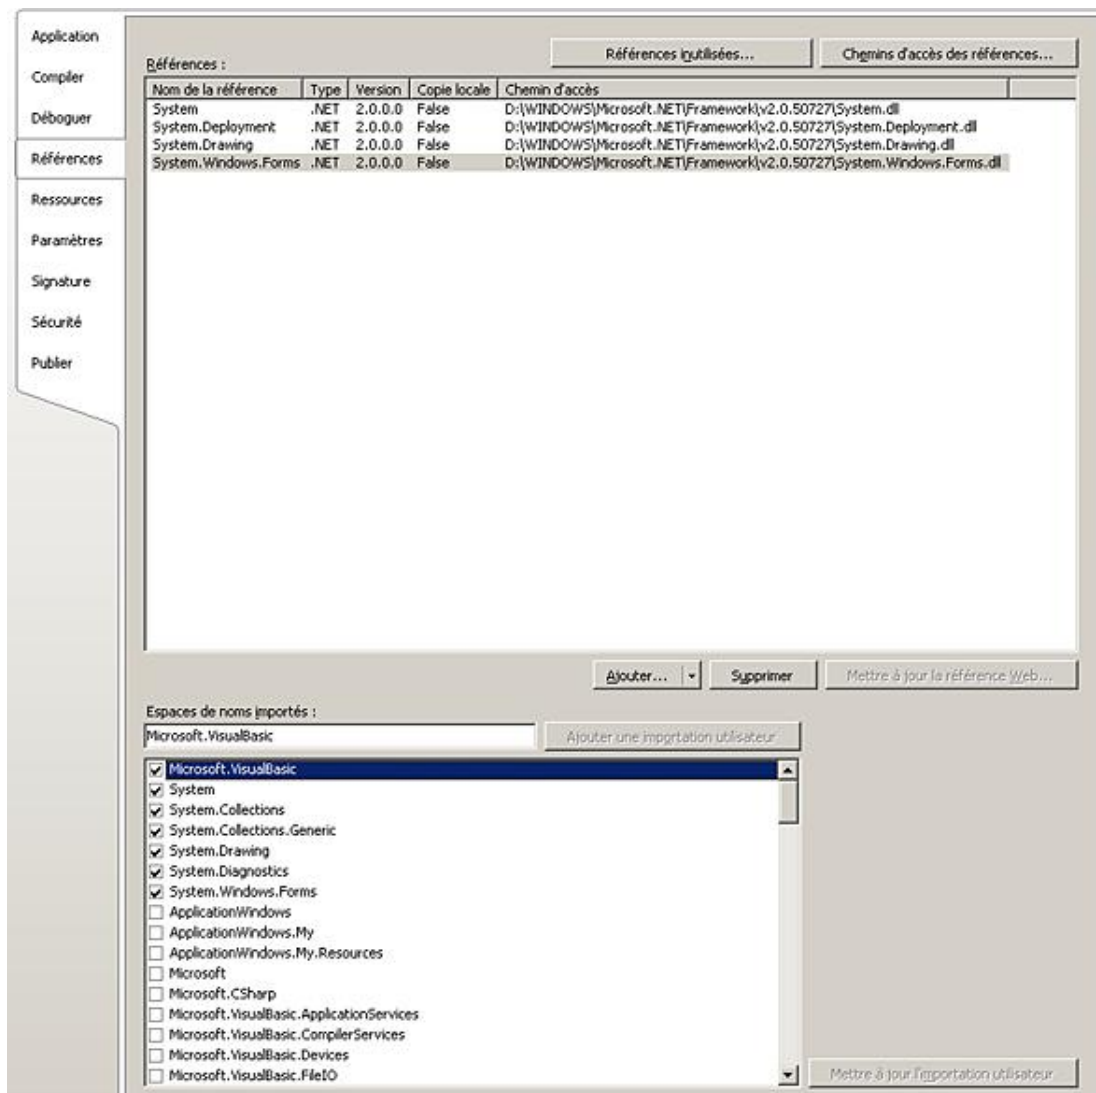 Application
Compiler
Déboguer
Références
Ressources
Paramètres
Signature
Sécurité
Publier
Références inutilisées... Chemins d'accès des références...
Références :
Nom de la référence Type Version Copie locale Chemin d'accès
System .NET 2.0.0.0 False D:\WINDOWS\Microsoft.NET\Framework\v2.0.50727\System.dll
System.Deployment .NET 2.0.0.0 False D:\WINDOWS\Microsoft.NET\Framework\v2.0.50727\System.Deployment.dll
System.Drawing .NET 2.0.0.0 False D:\WINDOWS\Microsoft.NET\Framework\v2.0.50727\System.Drawing.dll
System.Windows.Forms .NET 2.0.0.0 False D:\WINDOWS\Microsoft.NET\Framework\v2.0.50727\System.Windows.Forms.dll
Ajouter... Supprimer Mettre à jour la référence Web...
Espaces de noms importés :
Microsoft.VisualBasic Ajouter une importation utilisateur
Microsoft.VisualBasic
System
System.Collections
System.Collections.Generic
System.Drawing
System.Diagnostics
System.Windows.Forms
ApplicationWindows
ApplicationWindows.My
ApplicationWindows.My.Resources
Microsoft
Microsoft.CSharp
Microsoft.VisualBasic.ApplicationServices
Microsoft.VisualBasic.CompilerServices
Microsoft.VisualBasic.Devices
Microsoft.VisualBasic.FileIO
Mettre à jour l'importation utilisateur